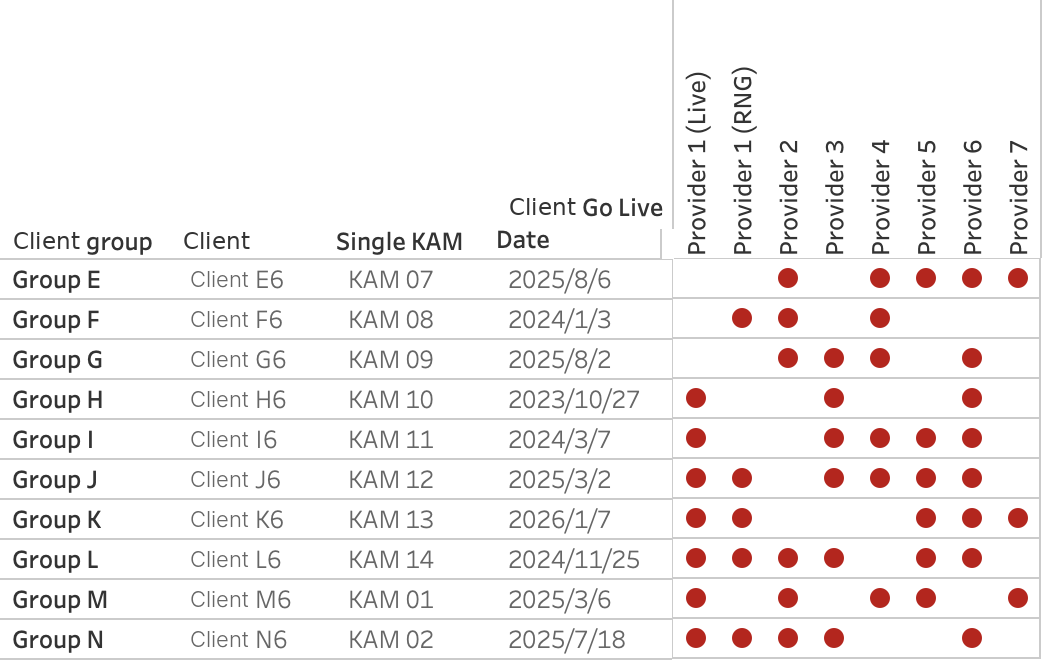 Provider 1 (Live)
Provider 1 (RNG)
Provider 2
Provider 3
Provider 4
Provider 5
Provider 6
Provider 7
Client group Client Single KAM Client Go Live Date
Group E Client E6 KAM 07 2025/8/6
Group F Client F6 KAM 08 2024/1/3
Group G Client G6 KAM 09 2025/8/2
Group H Client H6 KAM 10 2023/10/27
Group I Client I6 KAM 11 2024/3/7
Group J Client J6 KAM 12 2025/3/2
Group K Client K6 KAM 13 2026/1/7
Group L Client L6 KAM 14 2024/11/25
Group M Client M6 KAM 01 2025/3/6
Group N Client N6 KAM 02 2025/7/18